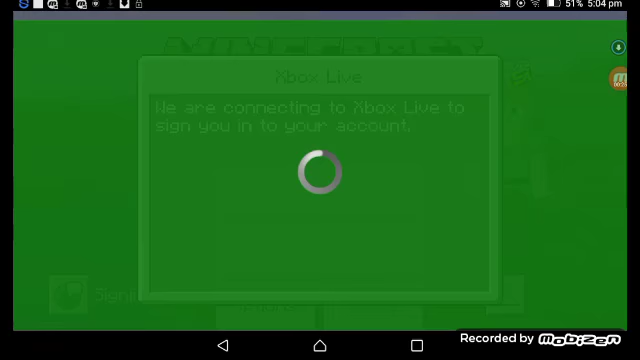 51% 5:04 pm
MINECRAFT
Xbox Live
We are connecting to Xbox Live to
sign you in to your account.
Recorded by MOBIZEN